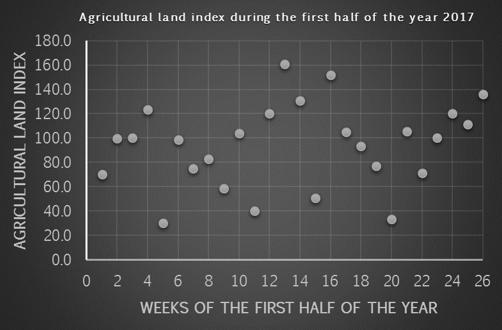 Agricultural land index during the first half of the year 2017
180.0
160.0
140.0
120.0
100.0
80.0
60.0
40.0
20.0
0.0
AGRICULTURAL LAND INDEX
0 2 4 6 8 10 12 14 16 18 20 22 24 26
WEEKS OF THE FIRST HALF OF THE YEAR